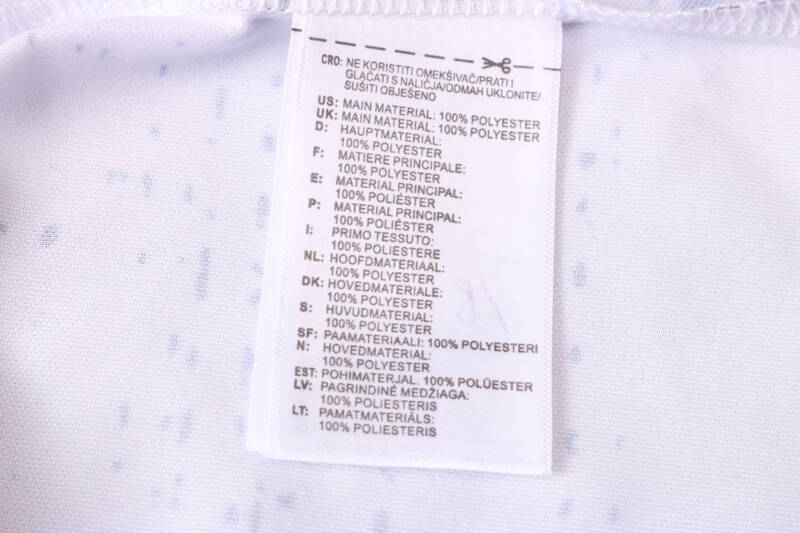 CRO: NE KORISTITI OMEKŠIVAČ/PRATI I
GLAČATI S NALIČJA/ODMAH UKLONITE/
SUŠITI OBJEŠENO
US: MAIN MATERIAL: 100% POLYESTER
UK: MAIN MATERIAL: 100% POLYESTER
D: HAUPTMATERIAL:
100% POLYESTER
F: MATIERE PRINCIPALE:
100% POLYESTER
E: MATERIAL PRINCIPAL:
100% POLIÉSTER
P: MATERIAL PRINCIPAL:
100% POLIÉSTER
I: PRIMO TESSUTO:
100% POLIESTERE
NL: HOOFDMATERIAAL:
100% POLYESTER
DK: HOVEDMATERIALE:
100% POLYESTER
S: HUVUDMATERIAL:
100% POLYESTER
SF: PAAMATERIAALI: 100% POLYESTERI
N: HOVEDMATERIAL:
100% POLYESTER
EST: POHIMATERJAL. 100% POLÜESTER
LV: PAGRINDINĖ MEDŽIAGA:
100% POLIESTERIS
LT: PAMATMATERIĀLS:
100% POLIESTERIS